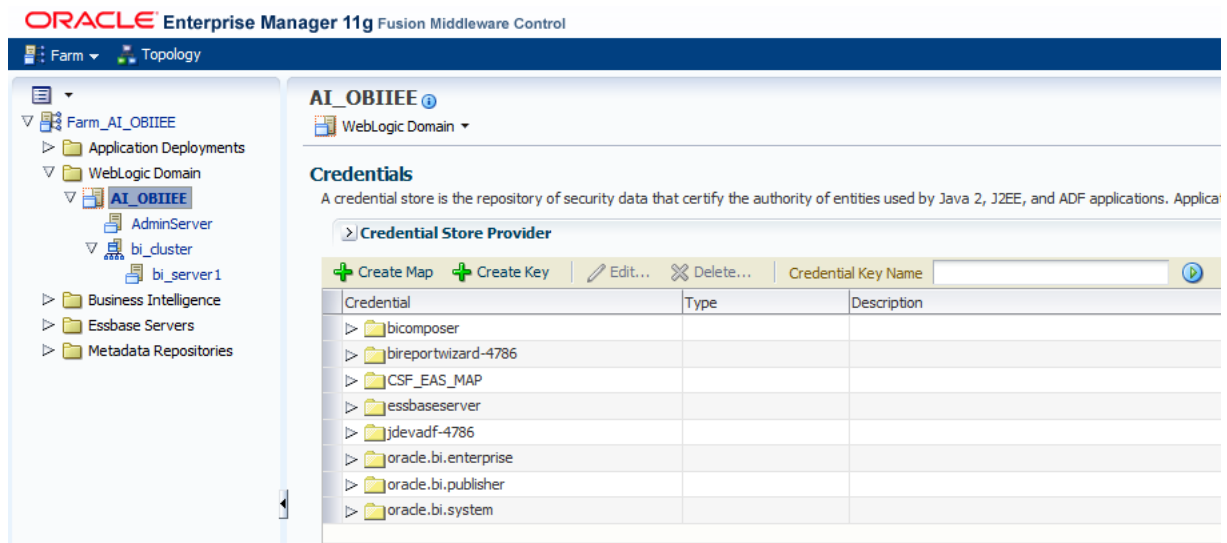 ORACLE Enterprise Manager 11g Fusion Middleware Control
Farm Topology
Farm_AI_OBIIEE
Application Deployments
WebLogic Domain
AI_OBIIEE
AdminServer
bi_cluster
bi_server1
Business Intelligence
Essbase Servers
Metadata Repositories
AI_OBIIEE
WebLogic Domain
Credentials
A credential store is the repository of security data that certify the authority of entities used by Java 2, J2EE, and ADF applications. Applica
Credential Store Provider
Create Map Create Key Edit... Delete... Credential Key Name
Credential Type Description
bicomposer
bireportwizard-4786
CSF_EAS_MAP
essbaseserver
jdevadf-4786
oracle.bi.enterprise
oracle.bi.publisher
oracle.bi.system